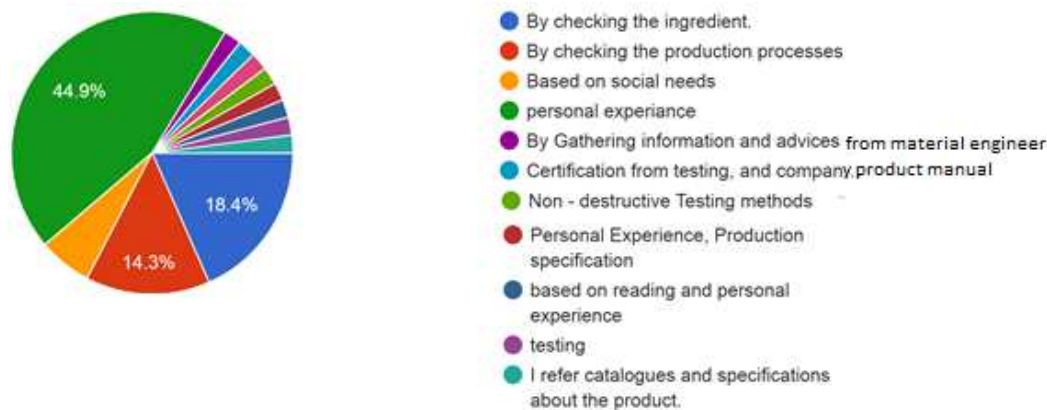 44.9%
18.4%
14.3%
By checking the ingredient.
By checking the production processes
Based on social needs
personal experiance
By Gathering information and advices from material engineer
Certification from testing, and company, product manual
Non - destructive Testing methods
Personal Experience, Production
specification
based on reading and personal
experience
testing
I refer catalogues and specifications
about the product.